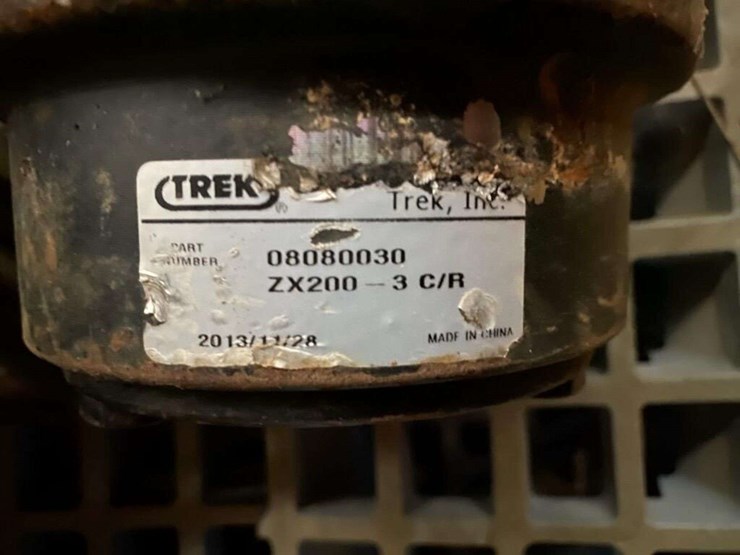 TREK ®
Trek, Inc.
PART
NUMBER
08080030
ZX200 - 3 C/R
2013/11/28
MADE IN CHINA